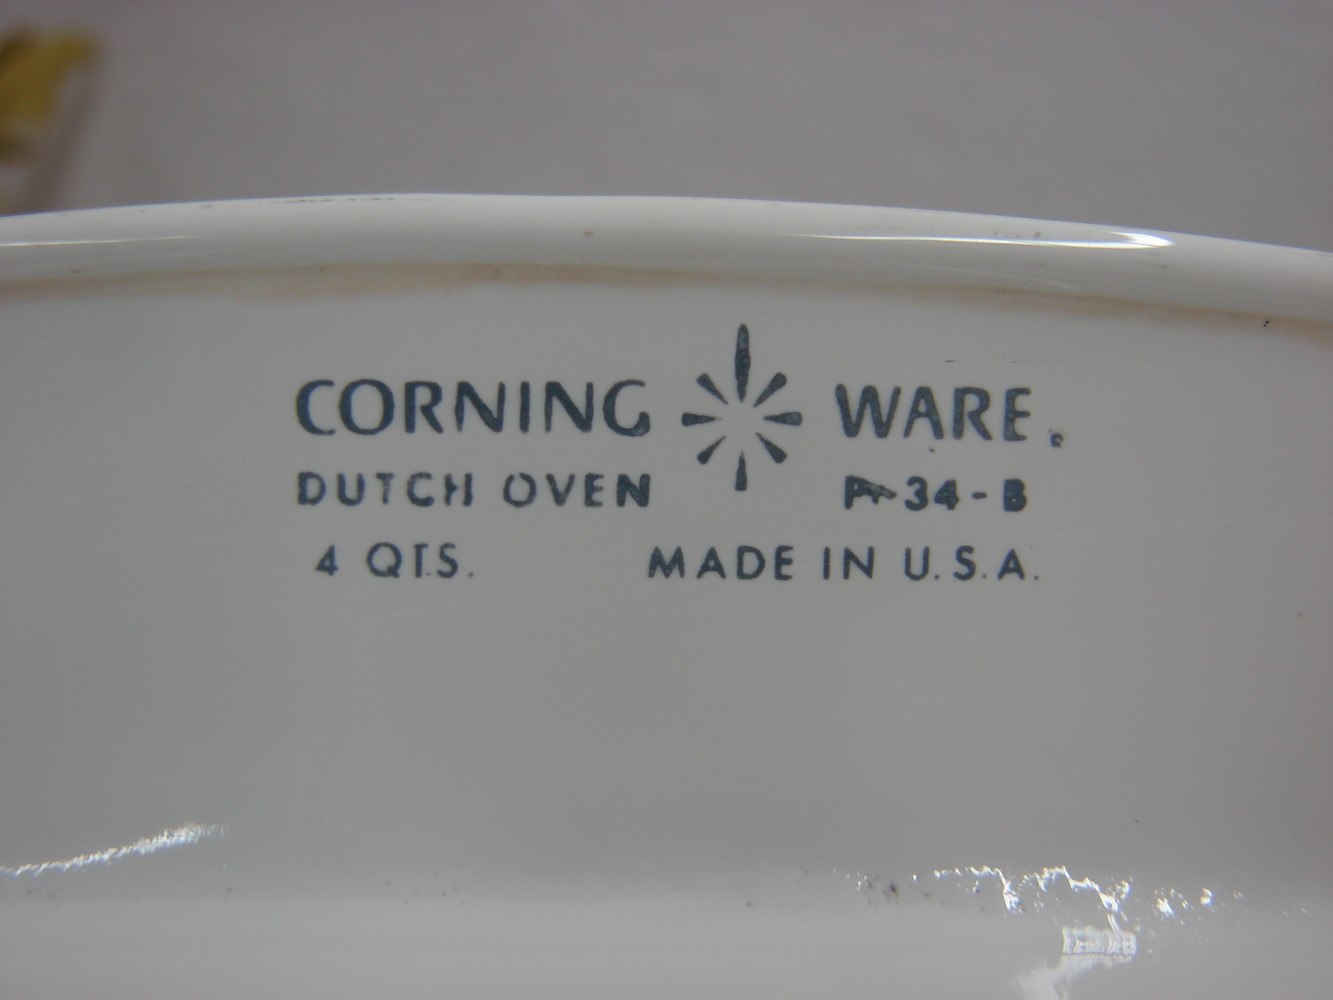 CORNING WARE.
DUTCH OVEN P-34-B
4 QTS. MADE IN U.S.A.